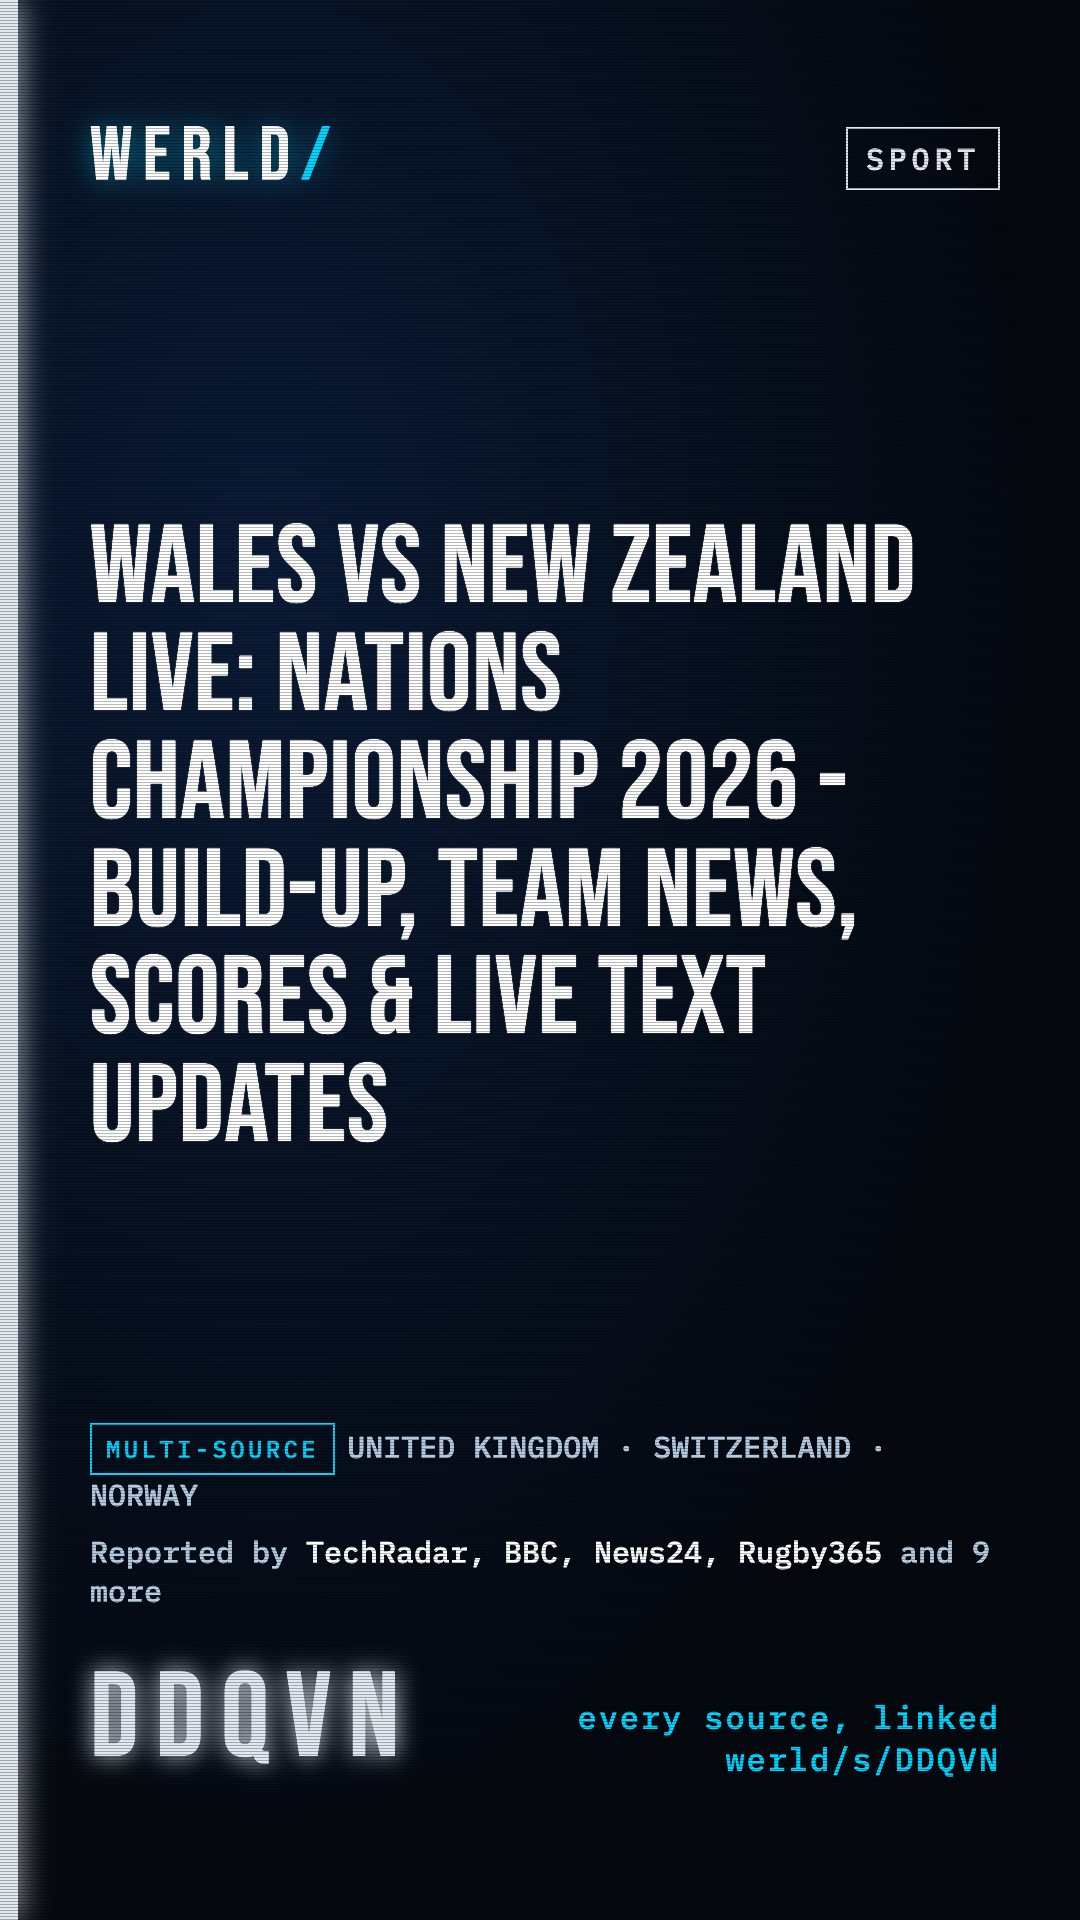 WERLD/
SPORT
WALES VS NEW ZEALAND
LIVE: NATIONS
CHAMPIONSHIP 2026 -
BUILD-UP, TEAM NEWS,
SCORES & LIVE TEXT
UPDATES
MULTI-SOURCE UNITED KINGDOM · SWITZERLAND ·
NORWAY
Reported by TechRadar, BBC, News24, Rugby365 and 9
more
DDQVN
every source, linked
werld/s/DDQVN